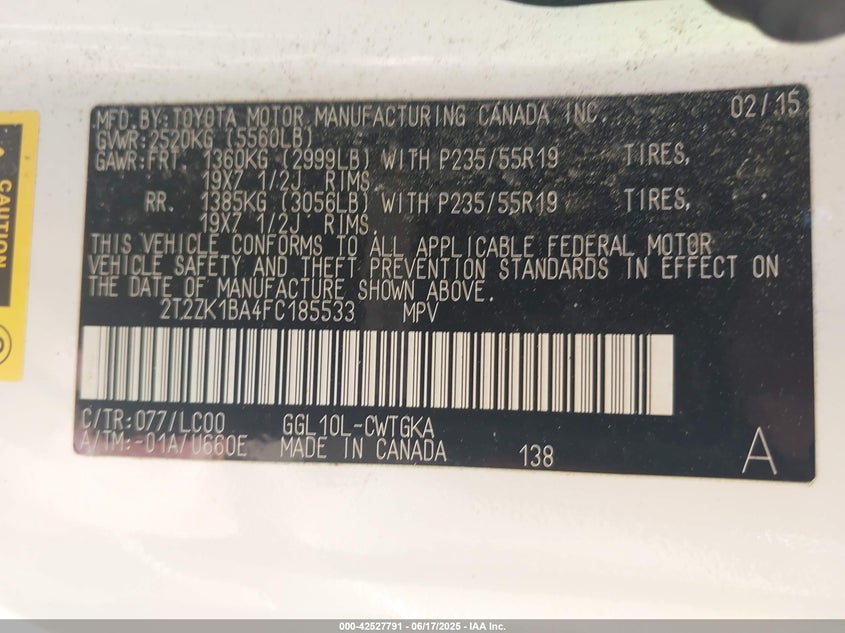 MFD.BY:TOYOTA MOTOR MANUFACTURING CANADA INC. 02/15
GVWR:2520KG (5560LB)
GAWR:FRT. 1360KG (2999LB) WITH P235/55R19 TIRES,
19X7 1/2J RIMS.
RR. 1385KG (3056LB) WITH P235/55R19 TIRES,
19X7 1/2J RIMS.
THIS VEHICLE CONFORMS TO ALL APPLICABLE FEDERAL MOTOR
VEHICLE SAFETY AND THEFT PREVENTION STANDARDS IN EFFECT ON
THE DATE OF MANUFACTURE SHOWN ABOVE.
2T2ZK1BA4FC185533 MPV
C/TR:077/LC00 GGL10L-CWTGKA
A/TM:-01A/U660E MADE IN CANADA 138 A
CAUTION
000-42527791 - 06/17/2025 - IAA Inc.